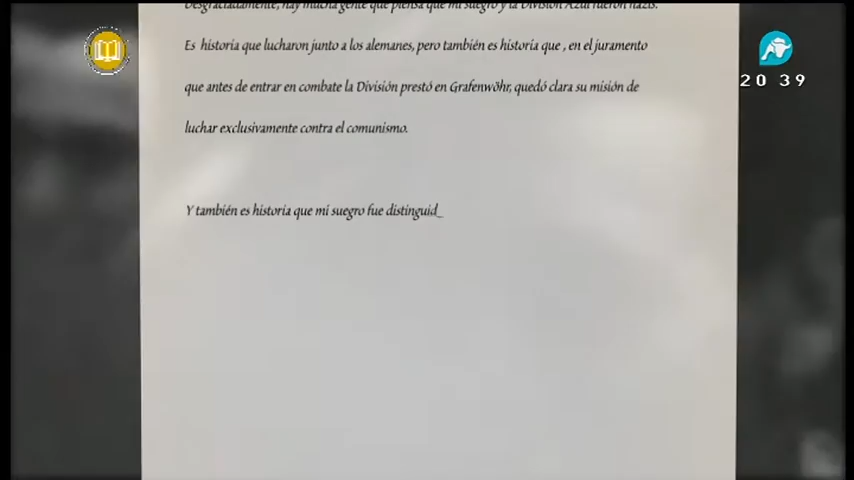 Desgraciadamente, hay mucha gente que piensa que mi suegro y la División Azul fueron nazis.
Es historia que lucharon junto a los alemanes, pero también es historia que , en el juramento
que antes de entrar en combate la División prestó en Grafenwöhr, quedó clara su misión de
luchar exclusivamente contra el comunismo.
Y también es historia que mi suegro fue distinguid_
20 39